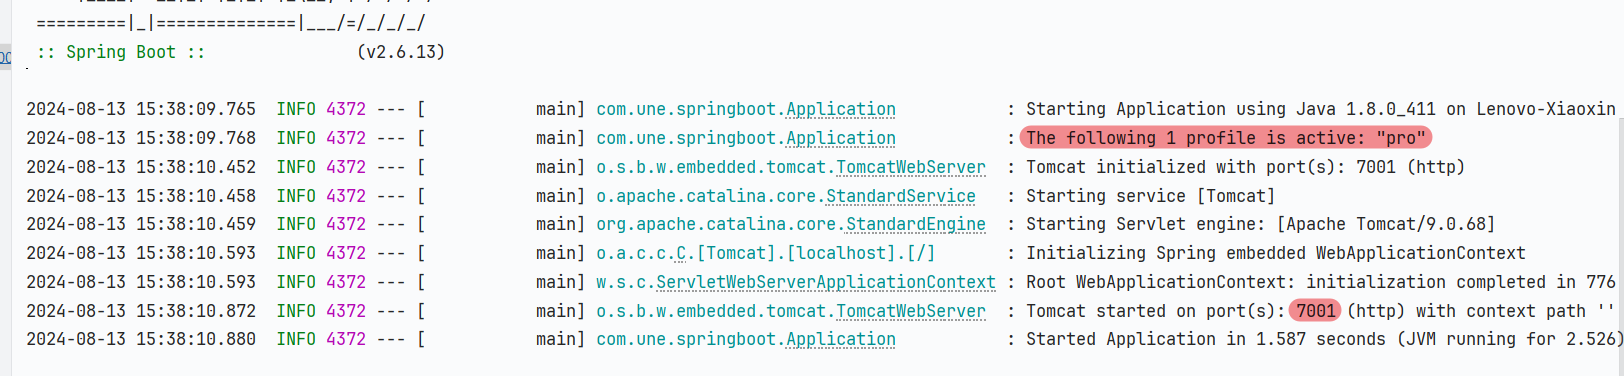 =========|_|==============|___/=/_/_/_/
:: Spring Boot ::                (v2.6.13)
2024-08-13 15:38:09.765  INFO 4372 --- [           main] com.une.springboot.Application           : Starting Application using Java 1.8.0_411 on Lenovo-Xiaoxin
2024-08-13 15:38:09.768  INFO 4372 --- [           main] com.une.springboot.Application           : The following 1 profile is active: "pro"
2024-08-13 15:38:10.452  INFO 4372 --- [           main] o.s.b.w.embedded.tomcat.TomcatWebServer  : Tomcat initialized with port(s): 7001 (http)
2024-08-13 15:38:10.458  INFO 4372 --- [           main] o.apache.catalina.core.StandardService   : Starting service [Tomcat]
2024-08-13 15:38:10.459  INFO 4372 --- [           main] org.apache.catalina.core.StandardEngine  : Starting Servlet engine: [Apache Tomcat/9.0.68]
2024-08-13 15:38:10.593  INFO 4372 --- [           main] o.a.c.c.C.[Tomcat].[localhost].[/]       : Initializing Spring embedded WebApplicationContext
2024-08-13 15:38:10.593  INFO 4372 --- [           main] w.s.c.ServletWebServerApplicationContext : Root WebApplicationContext: initialization completed in 776
2024-08-13 15:38:10.872  INFO 4372 --- [           main] o.s.b.w.embedded.tomcat.TomcatWebServer  : Tomcat started on port(s): 7001 (http) with context path ''
2024-08-13 15:38:10.880  INFO 4372 --- [           main] com.une.springboot.Application           : Started Application in 1.587 seconds (JVM running for 2.526)